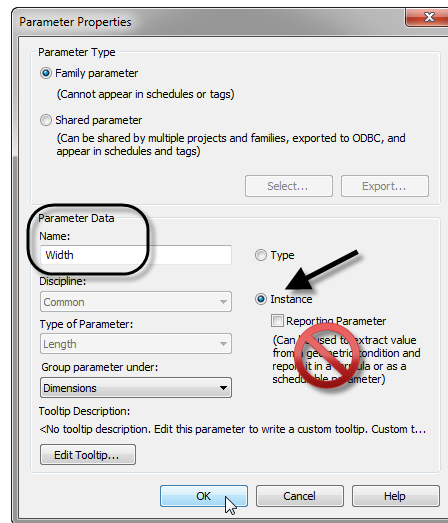 Parameter Properties
Parameter Type
Family parameter
(Cannot appear in schedules or tags)
Shared parameter
(Can be shared by multiple projects and families, exported to ODBC, and
appear in schedules and tags)
Select...
Export...
Parameter Data
Name:
Width
Type
Discipline:
Common
Instance
Reporting Parameter
Type of Parameter:
Length
(Can be used to extract value
from a geometric condition and
report it in a formula or as a
schedulable parameter)
Group parameter under:
Dimensions
Tooltip Description:
<No tooltip description. Edit this parameter to write a custom tooltip. Custom t...
Edit Tooltip...
OK
Cancel
Help